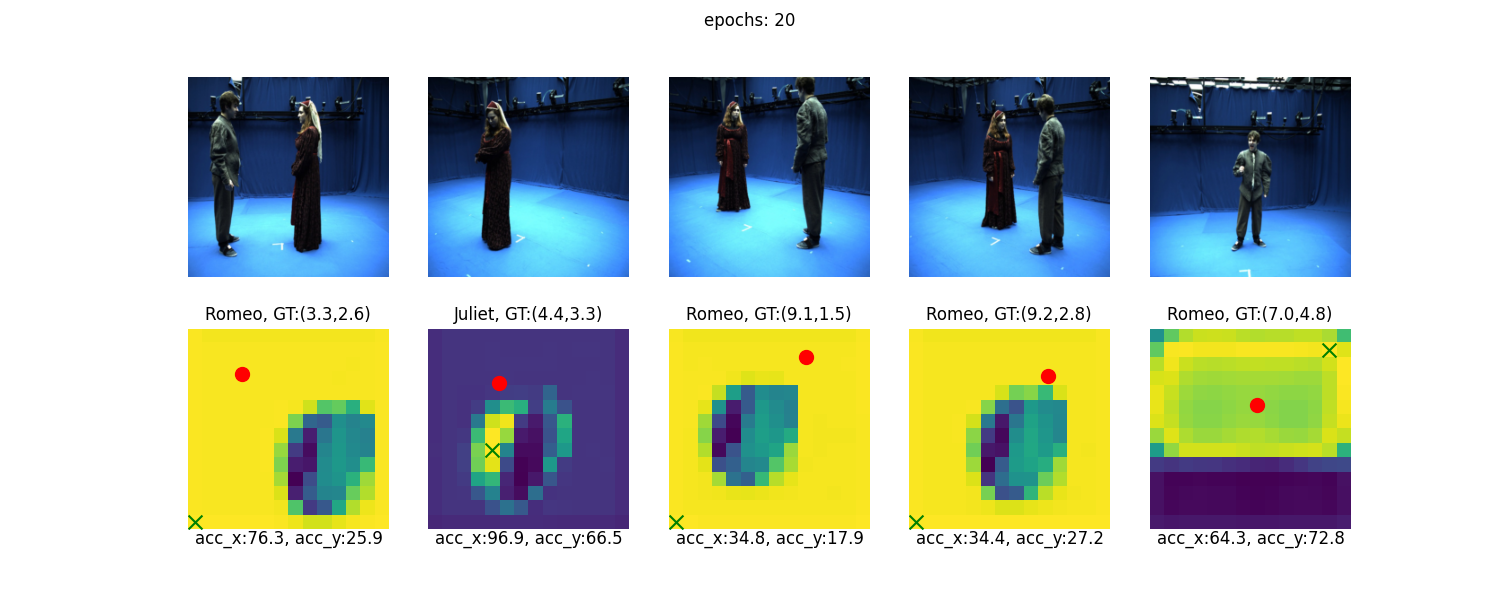 epochs: 20
Romeo, GT:(3.3,2.6)
Juliet, GT:(4.4,3.3)
Romeo, GT:(9.1,1.5)
Romeo, GT:(9.2,2.8)
Romeo, GT:(7.0,4.8)
acc_x:76.3, acc_y:25.9
acc_x:96.9, acc_y:66.5
acc_x:34.8, acc_y:17.9
acc_x:34.4, acc_y:27.2
acc_x:64.3, acc_y:72.8